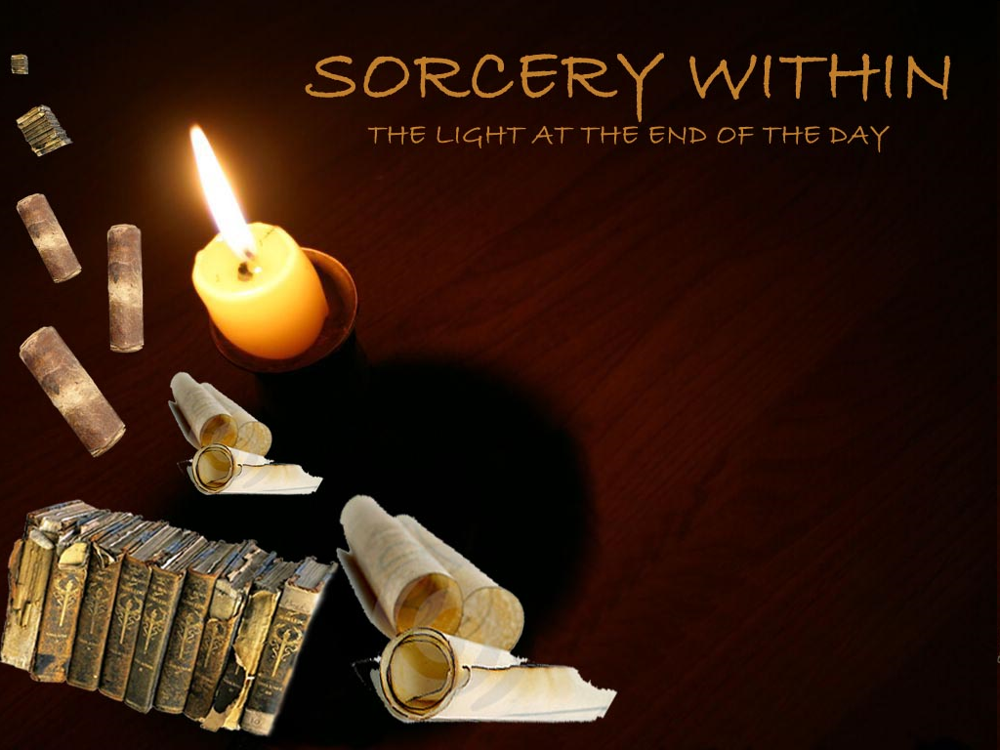 SORCERY WITHIN
THE LIGHT AT THE END OF THE DAY